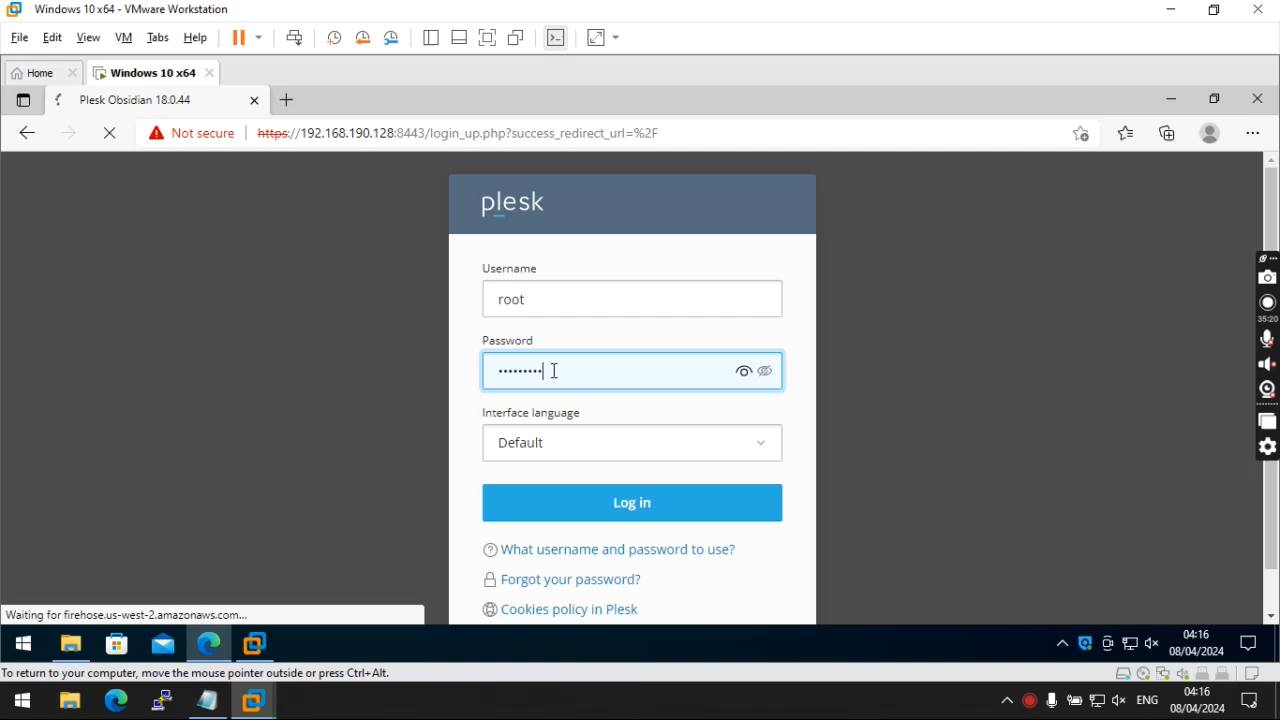 Windows 10 x64 - VMware Workstation
File Edit View VM Tabs Help
Home Windows 10 x64
Plesk Obsidian 18.0.44
Not secure https://192.168.190.128:8443/login_up.php?success_redirect_url=%2F
plesk
Username
root
Password
•••••••••
Interface language
Default
Log in
What username and password to use?
Forgot your password?
Cookies policy in Plesk
35:20
Waiting for firehose.us-west-2.amazonaws.com...
04:16
08/04/2024
To return to your computer, move the mouse pointer outside or press Ctrl+Alt.
ENG
04:16
08/04/2024